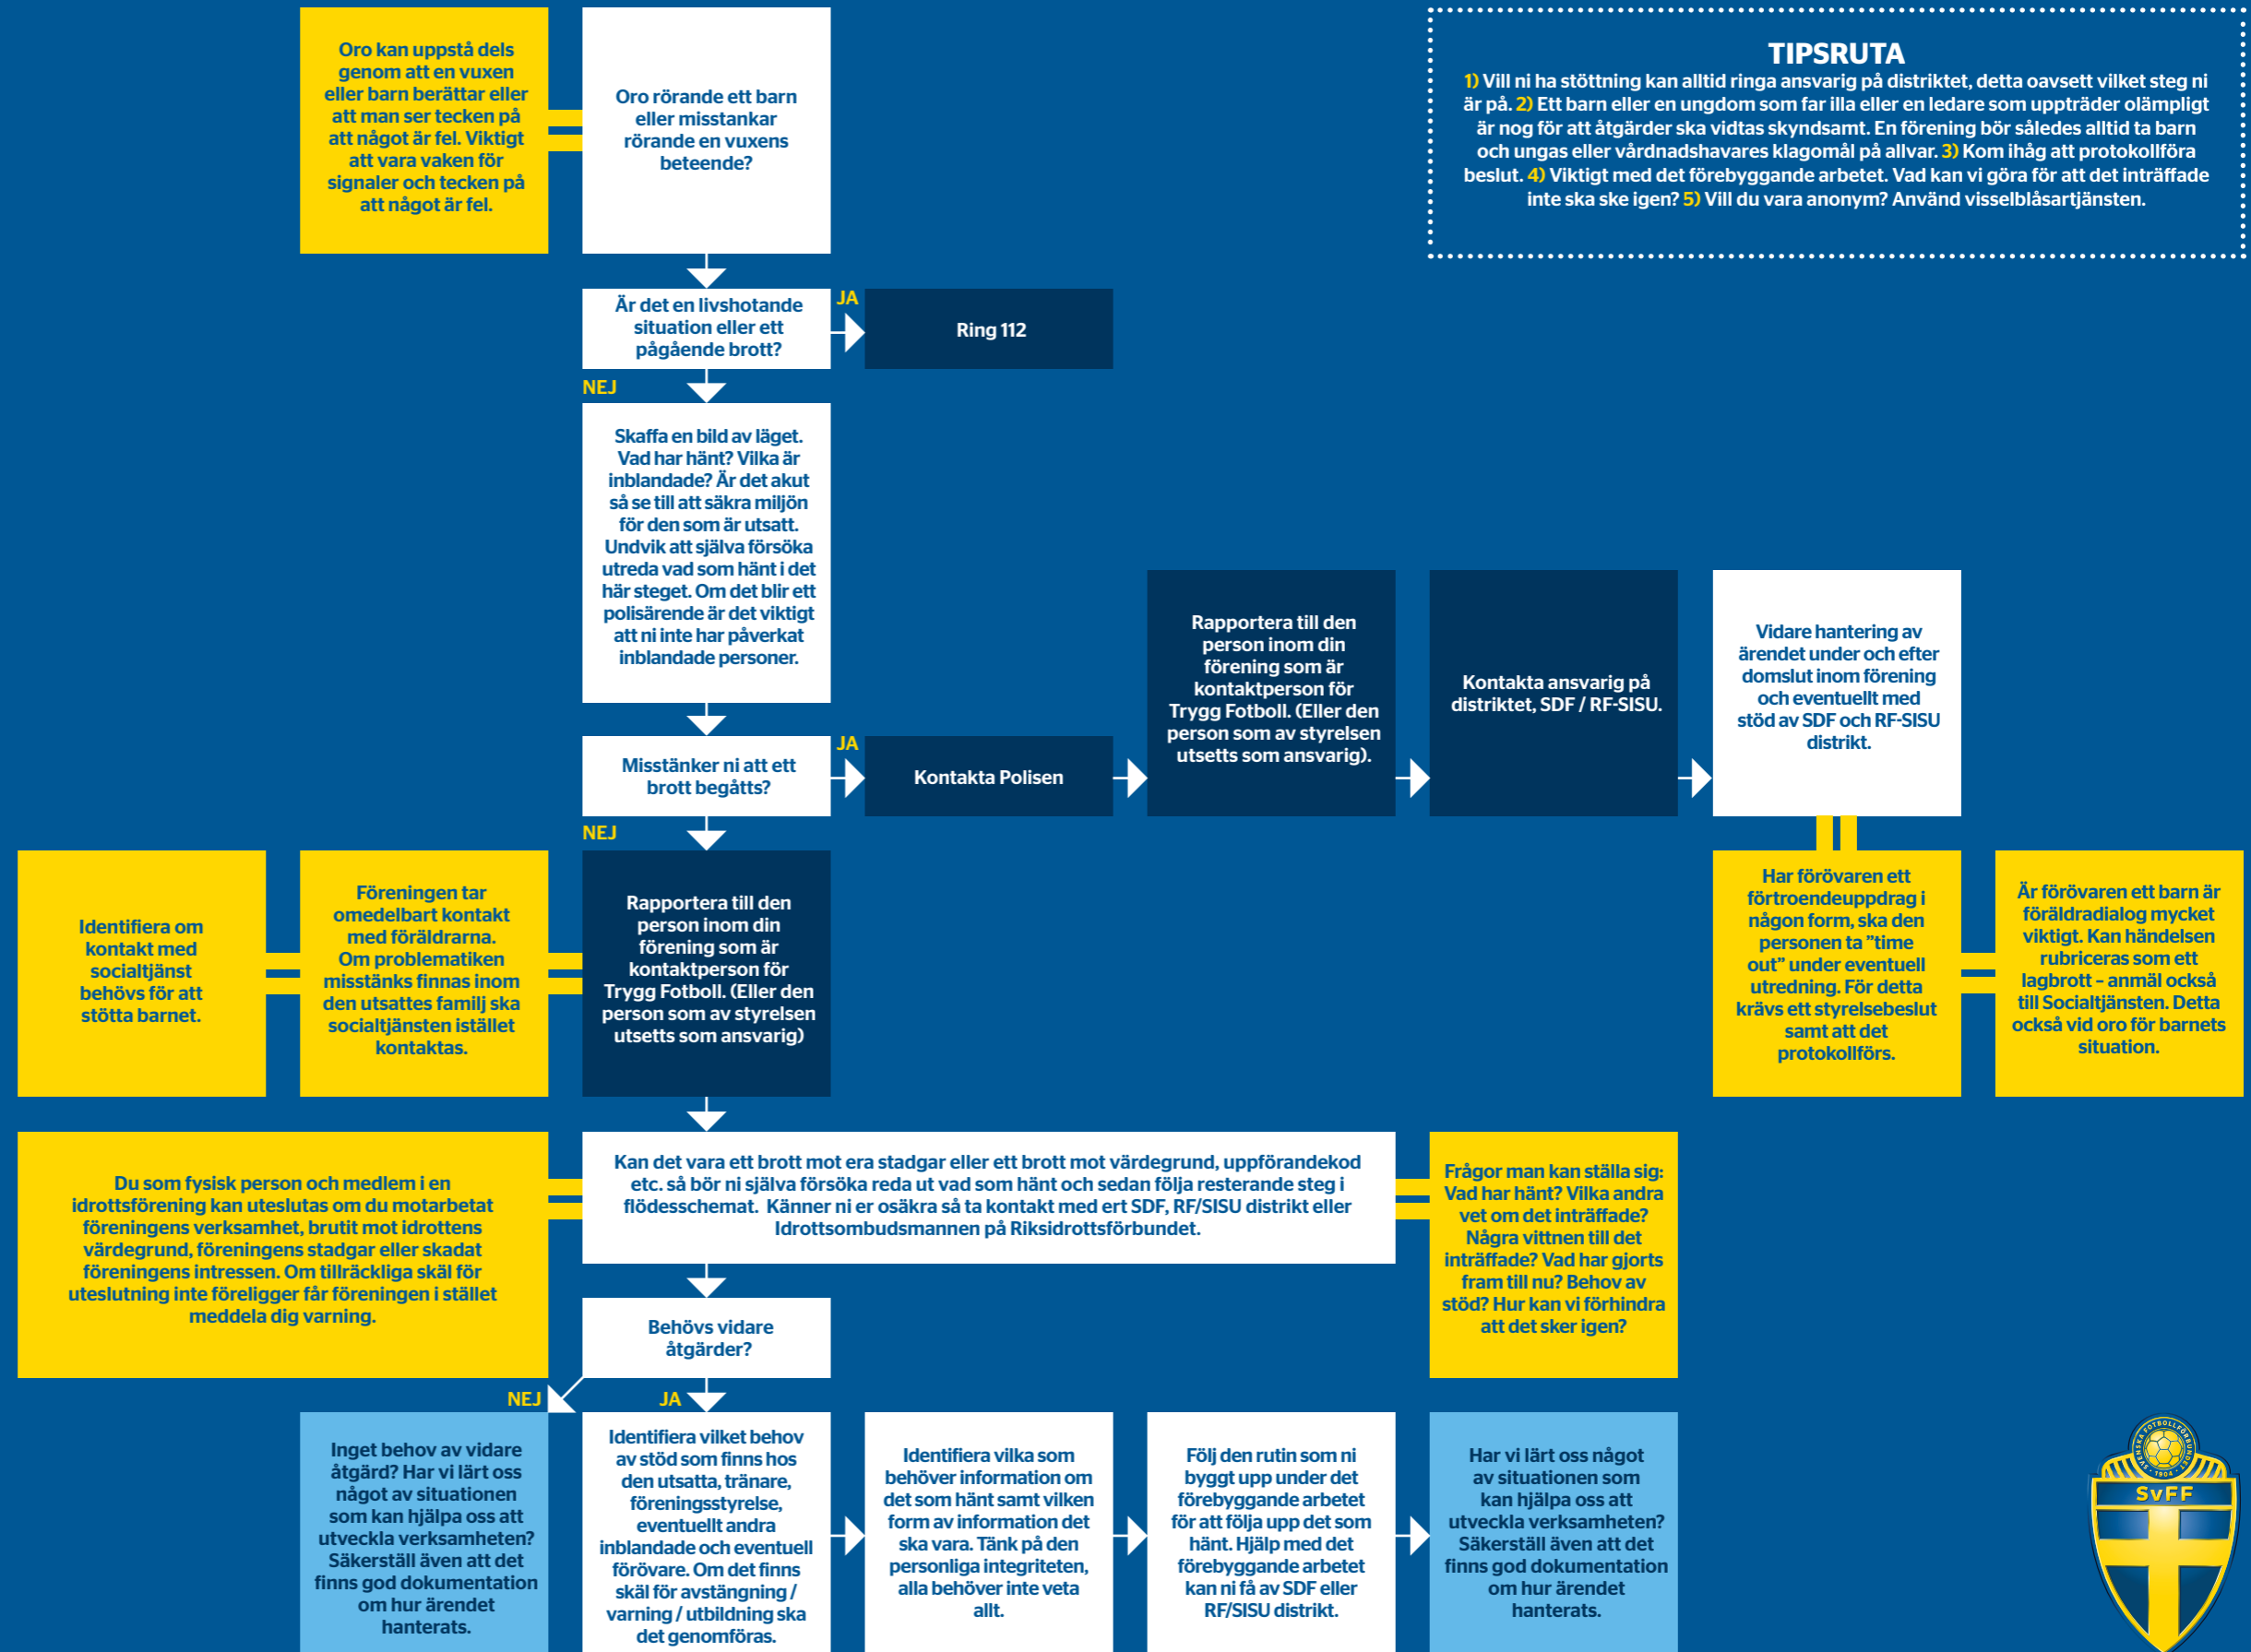 Oro kan uppstå dels
genom att en vuxen
eller barn berättar eller
att man ser tecken på
att något är fel. Viktigt
att vara vaken för
signaler och tecken på
att något är fel.
Oro rörande ett barn
eller misstankar
rörande en vuxens
beteende?
TIPSRUTA
1) Vill ni ha stöttning kan alltid ringa ansvarig på distriktet, detta oavsett vilket steg ni
är på. 2) Ett barn eller en ungdom som far illa eller en ledare som uppträder olämpligt
är nog för att åtgärder ska vidtas skyndsamt. En förening bör således alltid ta barn
och ungas eller vårdnadshavares klagomål på allvar. 3) Kom ihåg att protokollföra
beslut. 4) Viktigt med det förebyggande arbetet. Vad kan vi göra för att det inträffade
inte ska ske igen? 5) Vill du vara anonym? Använd visselblåsartjänsten.
Är det en livshotande
situation eller ett
pågående brott?
JA
Ring 112
NEJ
Skaffa en bild av läget.
Vad har hänt? Vilka är
inblandade? Är det akut
så se till att säkra miljön
för den som är utsatt.
Undvik att själva försöka
utreda vad som hänt i det
här steget. Om det blir ett
polisärende är det viktigt
att ni inte har påverkat
inblandade personer.
Misstänker ni att ett
brott begåtts?
JA
Kontakta Polisen
Rapportera till den
person inom din
förening som är
kontaktperson för
Trygg Fotboll. (Eller den
person som av styrelsen
utsetts som ansvarig).
Kontakta ansvarig på
distriktet, SDF / RF-SISU.
Vidare hantering av
ärendet under och efter
domslut inom förening
och eventuellt med
stöd av SDF och RF-SISU
distrikt.
NEJ
Identifiera om
kontakt med
socialtjänst
behövs för att
stötta barnet.
Föreningen tar
omedelbart kontakt
med föräldrarna.
Om problematiken
misstänks finnas inom
den utsattes familj ska
socialtjänsten istället
kontaktas.
Rapportera till den
person inom din
förening som är
kontaktperson för
Trygg Fotboll. (Eller den
person som av styrelsen
utsetts som ansvarig)
Har förövaren ett
förtroendeuppdrag i
någon form, ska den
personen ta ”time
out” under eventuell
utredning. För detta
krävs ett styrelsebeslut
samt att det
protokollförs.
Är förövaren ett barn är
föräldradialog mycket
viktigt. Kan händelsen
rubriceras som ett
lagbrott – anmäl också
till Socialtjänsten. Detta
också vid oro för barnets
situation.
Du som fysisk person och medlem i en
idrottsförening kan uteslutas om du motarbetat
föreningens verksamhet, brutit mot idrottens
värdegrund, föreningens stadgar eller skadat
föreningens intressen. Om tillräckliga skäl för
uteslutning inte föreligger får föreningen i stället
meddela dig varning.
Kan det vara ett brott mot era stadgar eller ett brott mot värdegrund, uppförandekod
etc. så bör ni själva försöka reda ut vad som hänt och sedan följa resterande steg i
flödesschemat. Känner ni er osäkra så ta kontakt med ert SDF, RF/SISU distrikt eller
Idrottsombudsmannen på Riksidrottsförbundet.
Frågor man kan ställa sig:
Vad har hänt? Vilka andra
vet om det inträffade?
Några vittnen till det
inträffade? Vad har gjorts
fram till nu? Behov av
stöd? Hur kan vi förhindra
att det sker igen?
Behövs vidare
åtgärder?
NEJ
JA
Inget behov av vidare
åtgärd? Har vi lärt oss
något av situationen
som kan hjälpa oss att
utveckla verksamheten?
Säkerställ även att det
finns god dokumentation
om hur ärendet
hanterats.
Identifiera vilket behov
av stöd som finns hos
den utsatta, tränare,
föreningsstyrelse,
eventuellt andra
inblandade och eventuell
förövare. Om det finns
skäl för avstängning /
varning / utbildning ska
det genomföras.
Identifiera vilka som
behöver information om
det som hänt samt vilken
form av information det
ska vara. Tänk på den
personliga integriteten,
alla behöver inte veta
allt.
Följ den rutin som ni
byggt upp under det
förebyggande arbetet
för att följa upp det som
hänt. Hjälp med det
förebyggande arbetet
kan ni få av SDF eller
RF/SISU distrikt.
Har vi lärt oss något
av situationen som
kan hjälpa oss att
utveckla verksamheten?
Säkerställ även att det
finns god dokumentation
om hur ärendet
hanterats.
SVENSKA FOTBOLLFÖRBUNDET
1904
SvFF